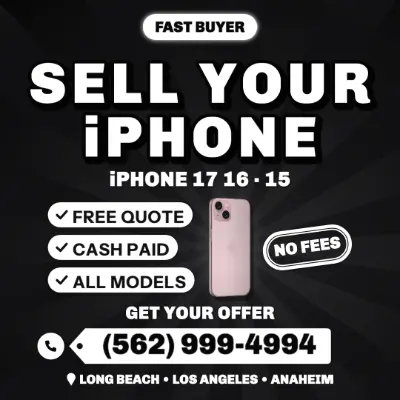 FAST BUYER
SELL YOUR
iPHONE
iPHONE 17 16 - 15
✓ FREE QUOTE
✓ CASH PAID
✓ ALL MODELS
NO FEES
GET YOUR OFFER
(562) 999-4994
LONG BEACH • LOS ANGELES • ANAHEIM